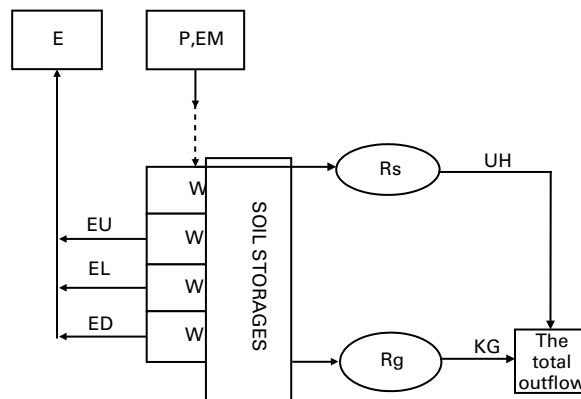 E
P,EM
Rs
UH
W
SOIL STORAGES
EU
W
EL
W
ED
W
Rg
KG
The
total
outflow